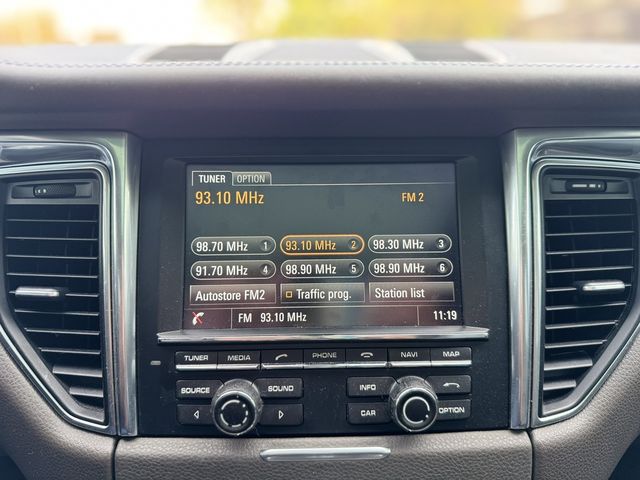 TUNER OPTION
93.10 MHz FM 2
98.70 MHz 1 93.10 MHz 2 98.30 MHz 3
91.70 MHz 4 98.90 MHz 5 98.90 MHz 6
Autostore FM2 Traffic prog. Station list
FM 93.10 MHz 11:19
TUNER MEDIA PHONE NAVI MAP
SOURCE SOUND INFO
CAR OPTION